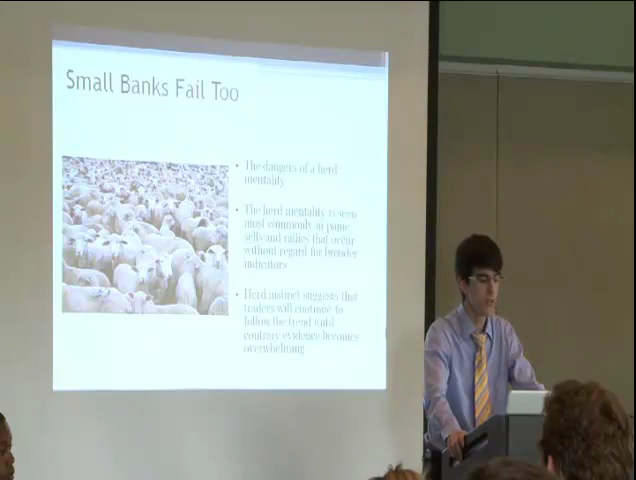 Small Banks Fail Too
• The dangers of a herd
mentality
• The herd mentality is seen
most commonly in panic
sells and rallies that occur
without regard for broader
indicators
• Herd instinct suggests that
traders will continue to
follow the trend until
contrary evidence becomes
overwhelming